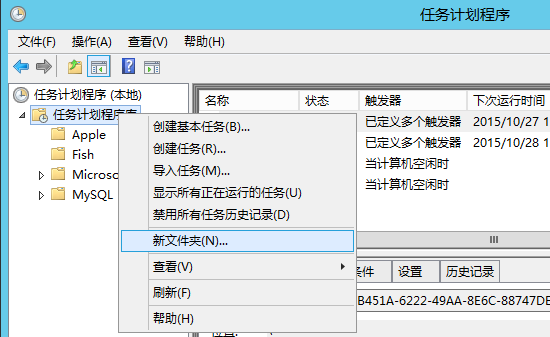 任务计划程序
文件(F) 操作(A) 查看(V) 帮助(H)
任务计划程序 (本地)
任务计划程序库
Apple
Fish
MySQL
名称 状态 触发器 下次运行时间
已定义多个触发器 2015/10/27 1
已定义多个触发器 2015/10/28 1
当计算机空闲时
当计算机空闲时
创建基本任务(B)...
创建任务(R)...
导入任务(M)...
显示所有正在运行的任务(U)
禁用所有任务历史记录(D)
新文件夹(N)...
查看(V)
刷新(F)
帮助(H)
条件 设置 历史记录
B451A-6222-49AA-8E6C-88747DE